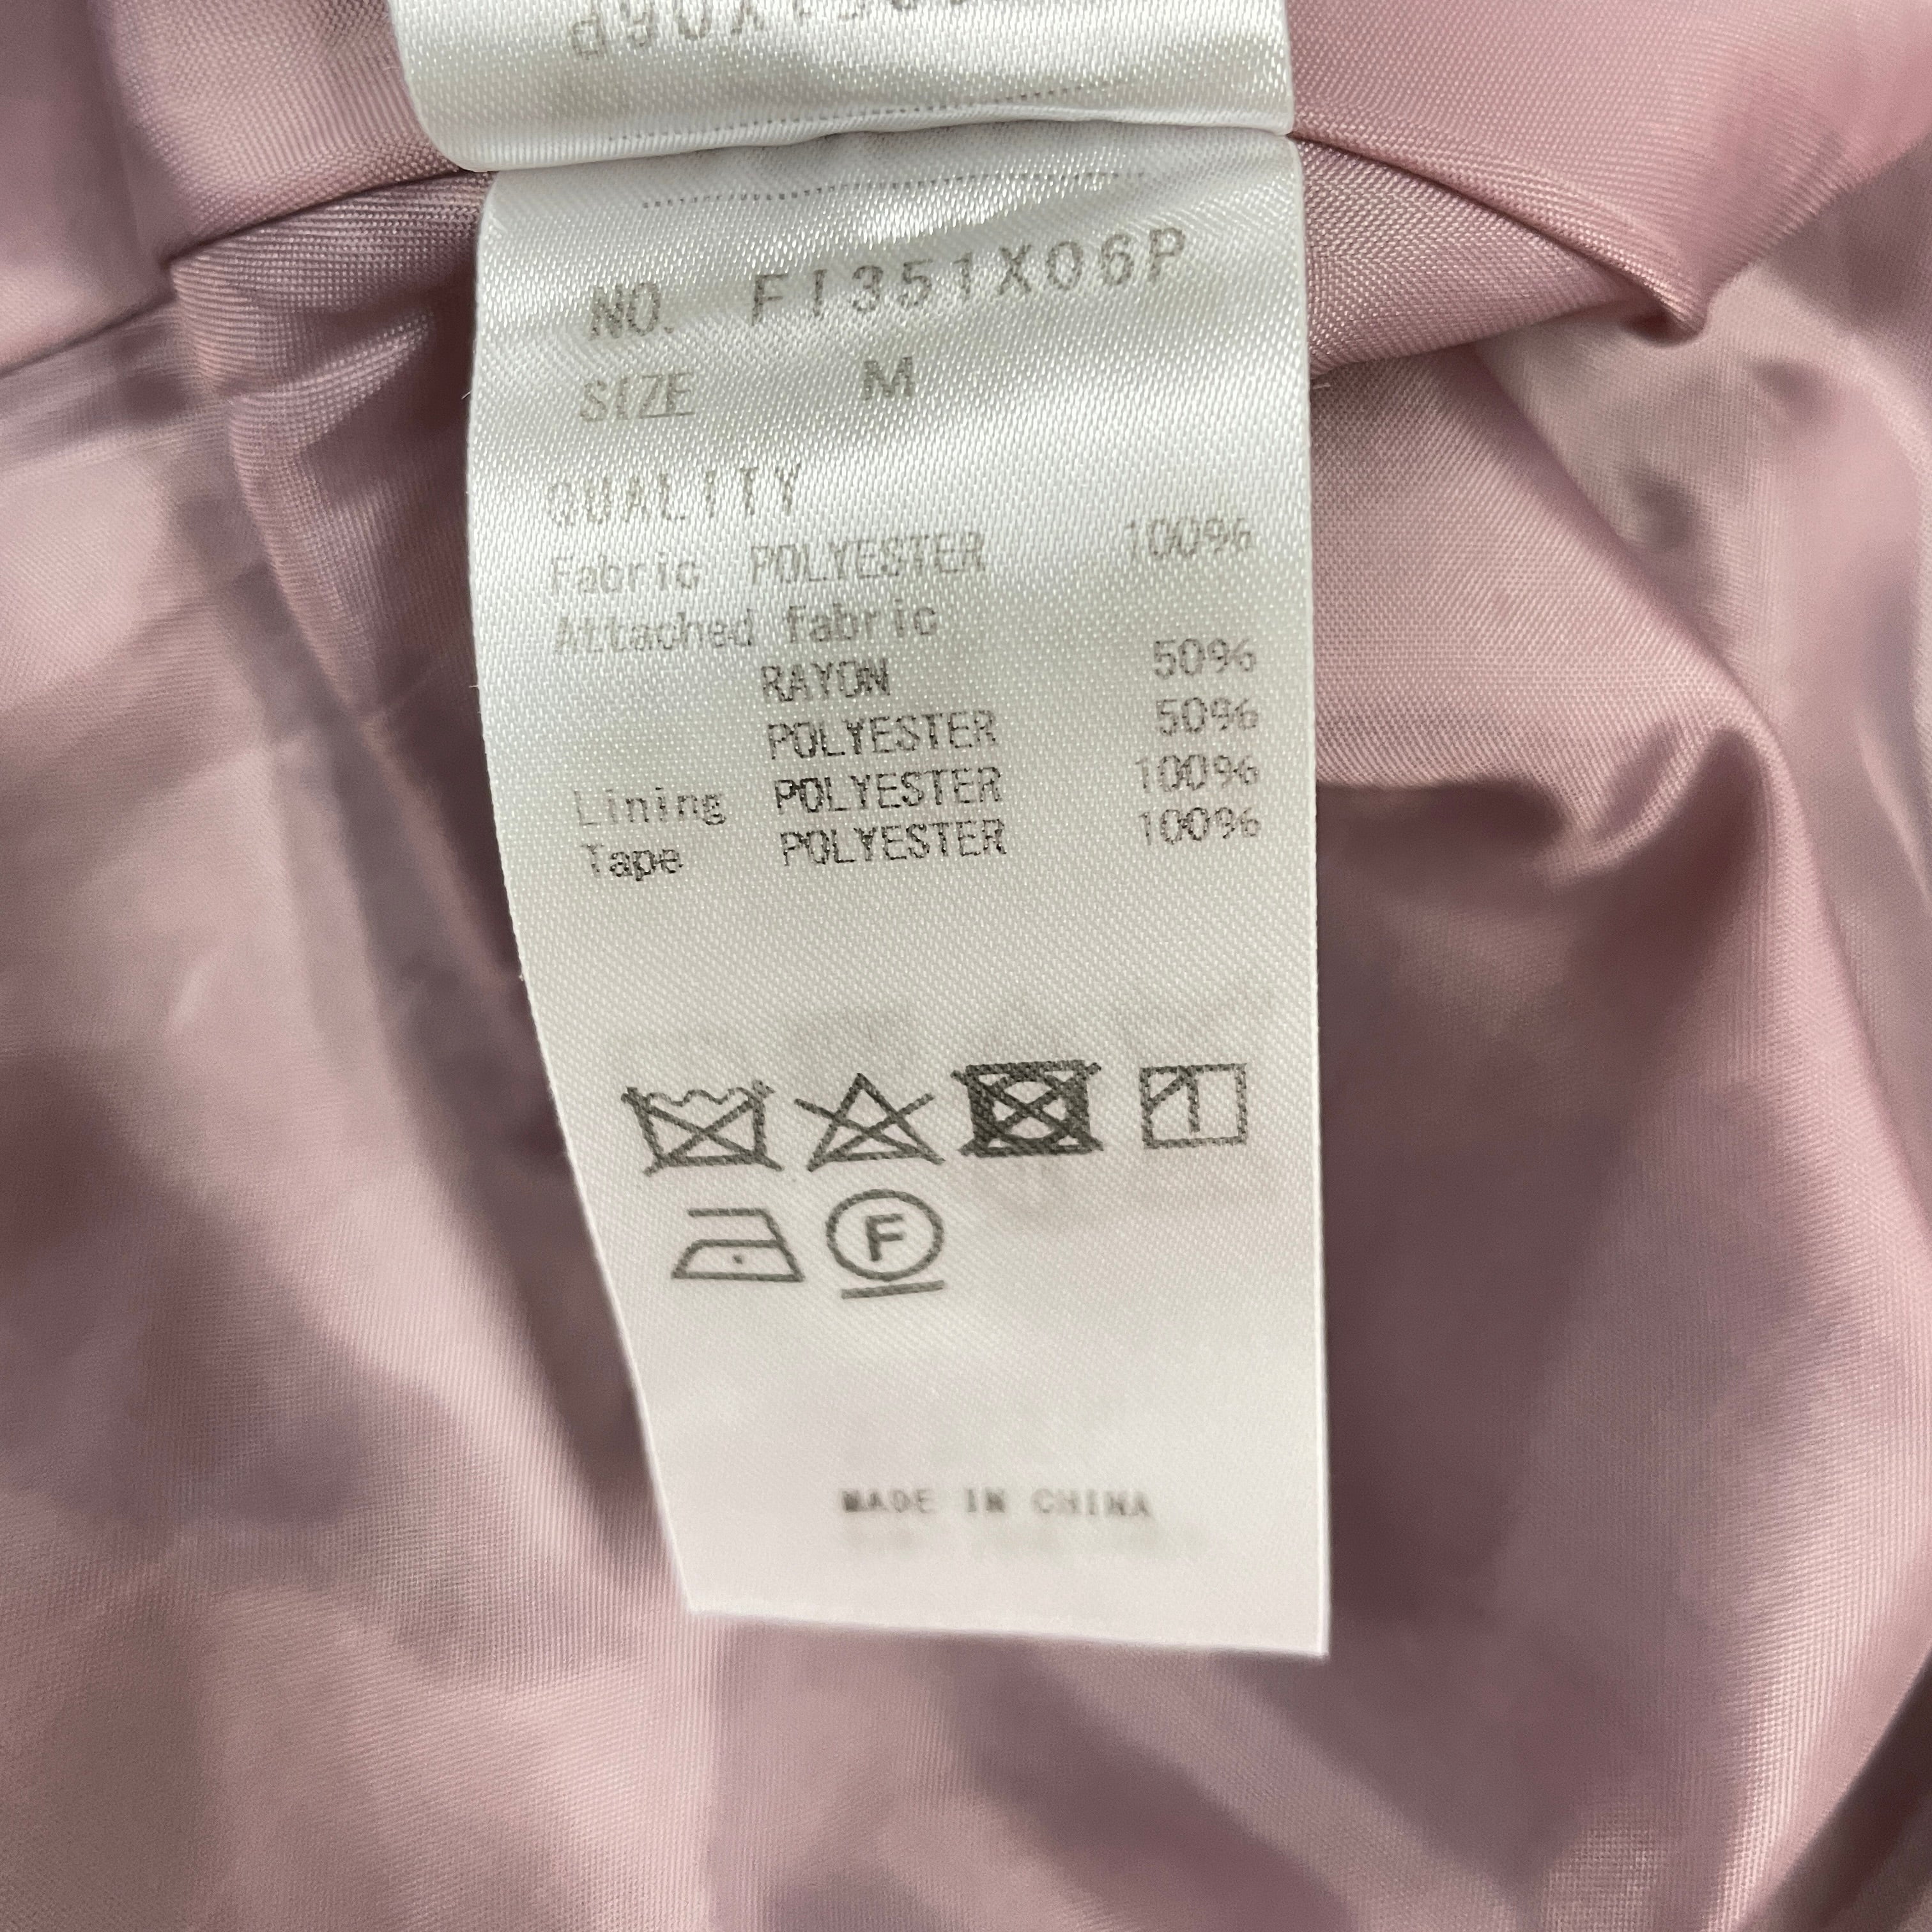 NO. FI351X06P
SIZE M
QUALITY
Fabric POLYESTER 100%
Attached fabric
RAYON 50%
POLYESTER 50%
Lining POLYESTER 100%
Tape POLYESTER 100%
F
MADE IN CHINA